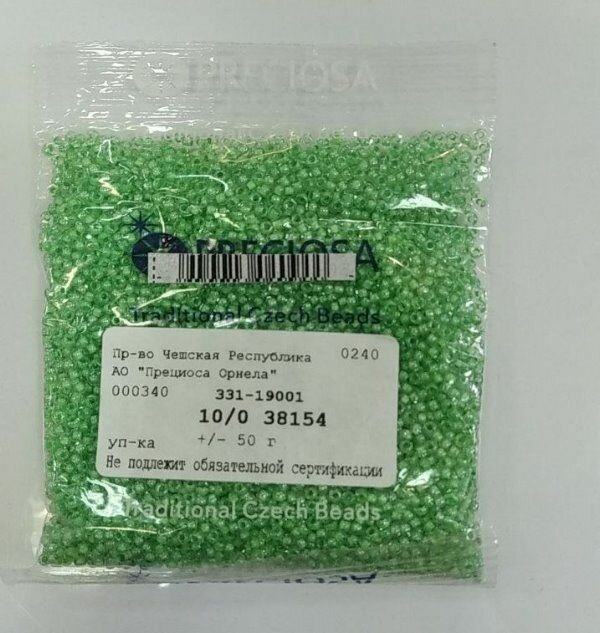 PRECIOSA
PRECIOSA
Traditional Czech Beads
Пр-во Чешская Республика 0240
АО "Прециоса Орнела"
000340 331-19001
10/0 38154
уп-ка +/- 50 г
Не подлежит обязательной сертификации
Traditional Czech Beads